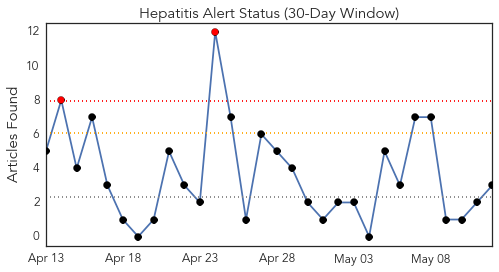 Hepatitis Alert Status (30-Day Window)
Articles Found
12
10
8
6
4
2
0
Apr 13
Apr 18
Apr 23
Apr 28
May 03
May 08